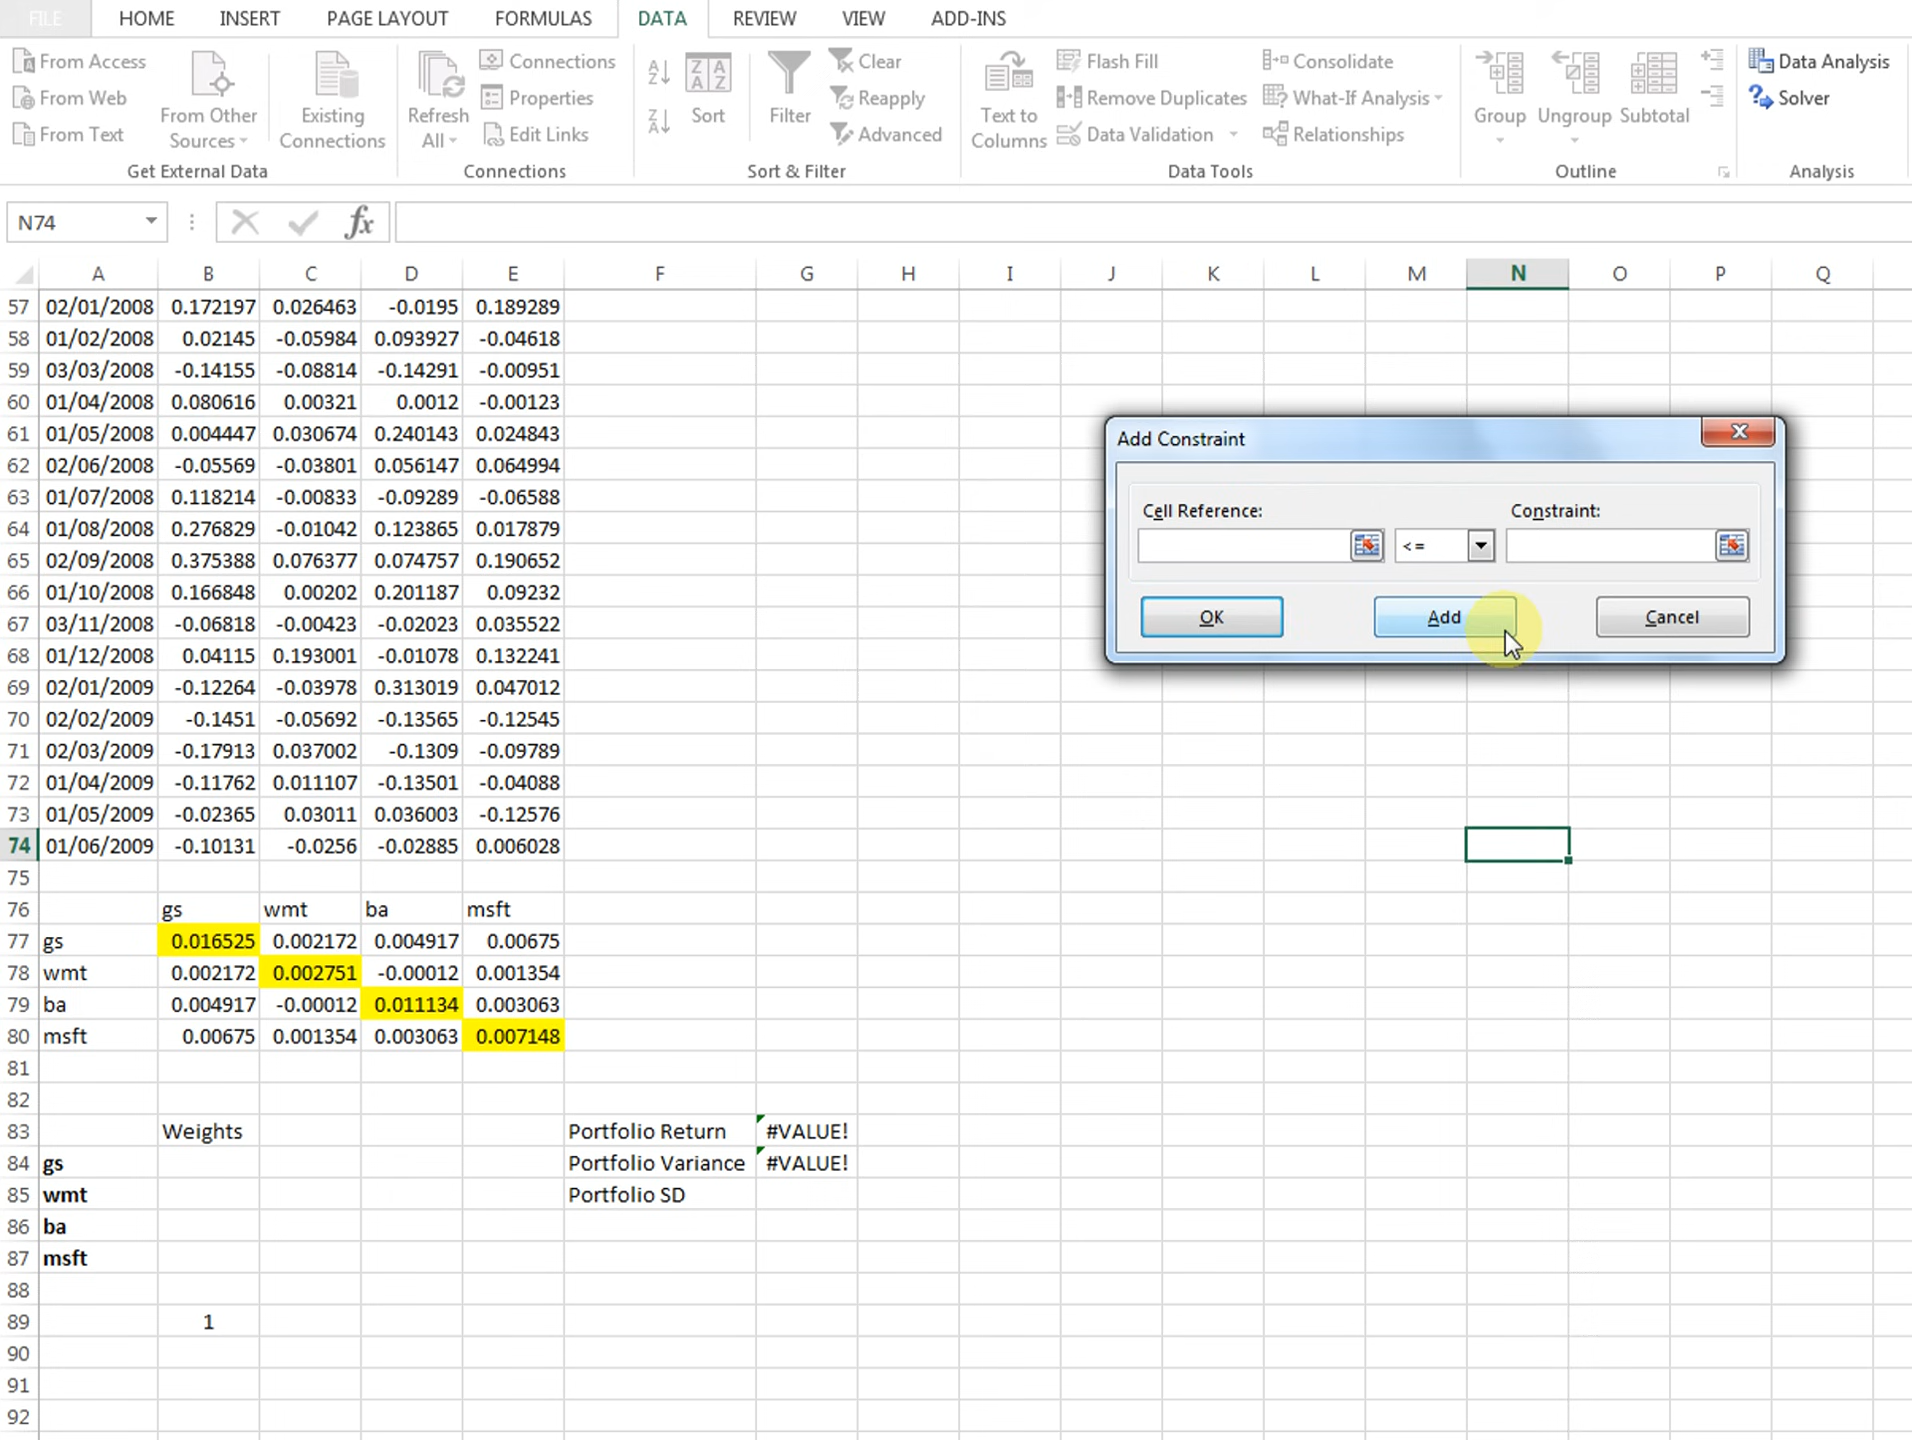 FILE HOME INSERT PAGE LAYOUT FORMULAS DATA REVIEW VIEW ADD-INS
From Access
From Web
From Text
From Other Sources
Existing Connections
Get External Data
Refresh All
Connections
Properties
Edit Links
Connections
Sort
Filter
Clear
Reapply
Advanced
Sort & Filter
Text to Columns
Flash Fill
Remove Duplicates
Data Validation
Consolidate
What-If Analysis
Relationships
Data Tools
Group
Ungroup
Subtotal
Outline
Data Analysis
Solver
Analysis
N74 fx
A B C D E F G H I J K L M N O P Q
57 02/01/2008 0.172197 0.026463 -0.0195 0.189289
58 01/02/2008 0.02145 -0.05984 0.093927 -0.04618
59 03/03/2008 -0.14155 -0.08814 -0.14291 -0.00951
60 01/04/2008 0.080616 0.00321 0.0012 -0.00123
61 01/05/2008 0.004447 0.030674 0.240143 0.024843
62 02/06/2008 -0.05569 -0.03801 0.056147 0.064994
63 01/07/2008 0.118214 -0.00833 -0.09289 -0.06588
64 01/08/2008 0.276829 -0.01042 0.123865 0.017879
65 02/09/2008 0.375388 0.076377 0.074757 0.190652
66 01/10/2008 0.166848 0.00202 0.201187 0.09232
67 03/11/2008 -0.06818 -0.00423 -0.02023 0.035522
68 01/12/2008 0.04115 0.193001 -0.01078 0.132241
69 02/01/2009 -0.12264 -0.03978 0.313019 0.047012
70 02/02/2009 -0.1451 -0.05692 -0.13565 -0.12545
71 02/03/2009 -0.17913 0.037002 -0.1309 -0.09789
72 01/04/2009 -0.11762 0.011107 -0.13501 -0.04088
73 01/05/2009 -0.02365 0.03011 0.036003 -0.12576
74 01/06/2009 -0.10131 -0.0256 -0.02885 0.006028
75
76 gs wmt ba msft
77 gs 0.016525 0.002172 0.004917 0.00675
78 wmt 0.002172 0.002751 -0.00012 0.001354
79 ba 0.004917 -0.00012 0.011134 0.003063
80 msft 0.00675 0.001354 0.003063 0.007148
81
82
83 Weights Portfolio Return #VALUE!
84 gs Portfolio Variance #VALUE!
85 wmt Portfolio SD
86 ba
87 msft
88
89 1
90
91
92
Add Constraint
Cell Reference: Constraint:
<=
OK Add Cancel